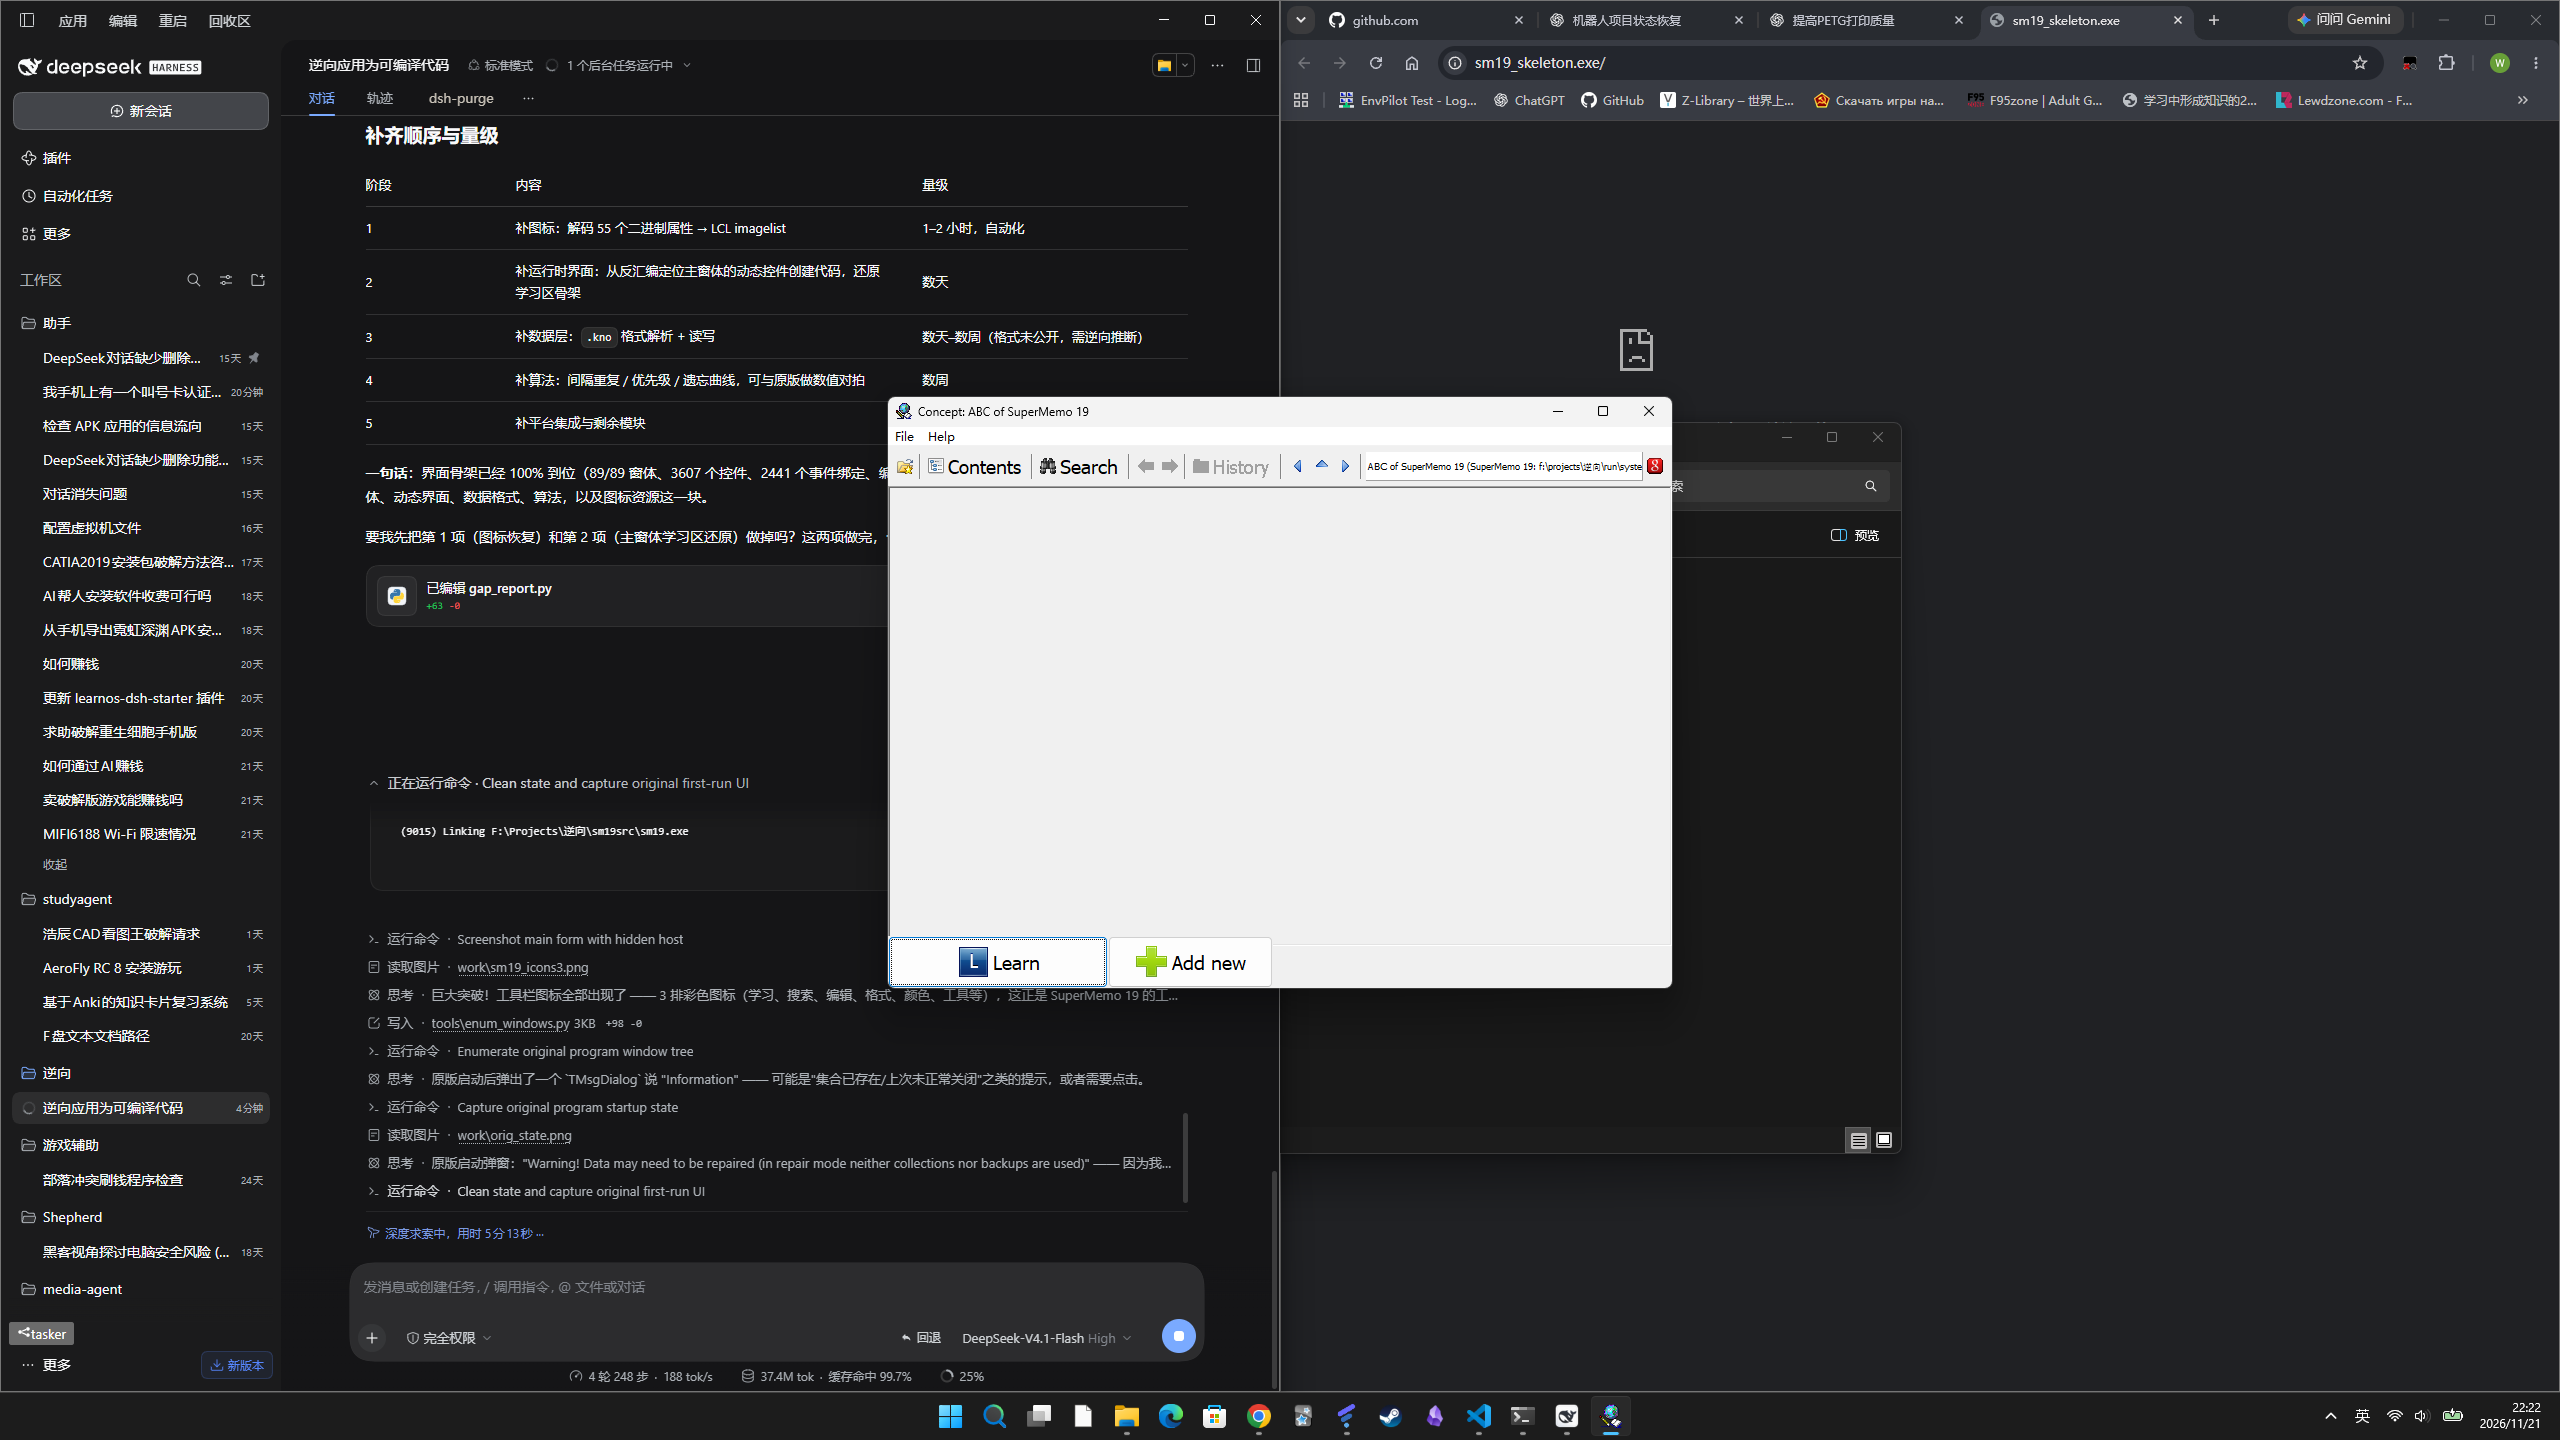 应用 编辑 重启 回收区
deepseek HARNESS
新会话
插件
自动化任务
更多
工作区
助手
DeepSeek对话缺少删除... 15天
我手机上有一个叫号卡认证... 20分钟
检查 APK 应用的信息流向 15天
DeepSeek对话缺少删除功能... 15天
对话消失问题 15天
配置虚拟机文件 16天
CATIA2019安装包破解方法咨... 17天
AI帮人安装软件收费可行吗 18天
从手机导出霓虹深渊APK安... 18天
如何赚钱 20天
更新 learnos-dsh-starter 插件 20天
求助破解重生细胞手机版 20天
如何通过AI赚钱 21天
卖破解版游戏能赚钱吗 21天
MIFI6188 Wi-Fi 限速情况 21天
收起
studyagent
浩辰CAD看图王破解请求 1天
AeroFly RC 8 安装游玩 1天
基于Anki的知识卡片复习系统 5天
F盘文本文档路径 20天
逆向
逆向应用为可编译代码 4分钟
游戏辅助
部落冲突刷钱程序检查 24天
Shepherd
黑客视角探讨电脑安全风险 (... 18天
media-agent
tasker
更多 新版本
逆向应用为可编译代码 标准模式 1 个后台任务运行中
对话 轨迹 dsh-purge ...
补齐顺序与量级
阶段 内容 量级
1 补图标：解码 55 个二进制属性 → LCL imagelist 1–2 小时，自动化
2 补运行时界面：从反汇编定位主窗体的动态控件创建代码，还原 数天
学习区骨架
3 补数据层： .kno 格式解析 + 读写 数天–数周（格式未公开，需逆向推断）
4 补算法：间隔重复 / 优先级 / 遗忘曲线，可与原版做数值对拍 数周
5 补平台集成与剩余模块
一句话：界面骨架已经 100% 到位（89/89 窗体、3607 个控件、2441 个事件绑定、
体、动态界面、数据格式、算法，以及图标资源这一块。
要我先把第 1 项（图标恢复）和第 2 项（主窗体学习区还原）做掉吗？这两项做完，
已编辑 gap_report.py
+63 -0
正在运行命令 · Clean state and capture original first-run UI
(9015) Linking F:\Projects\逆向\sm19src\sm19.exe
运行命令 · Screenshot main form with hidden host
读取图片 · work\sm19_icons3.png
思考 · 巨大突破！工具栏图标全部出现了 —— 3 排彩色图标（学习、搜索、编辑、格式、颜色、工具等），这正是 SuperMemo 19 的工...
写入 · tools\enum_windows.py 3KB +98 -0
运行命令 · Enumerate original program window tree
思考 · 原版启动后弹出了一个 `TMsgDialog` 说 "Information" —— 可能是"集合已存在/上次未正常关闭"之类的提示，或者需要点击。
运行命令 · Capture original program startup state
读取图片 · work\orig_state.png
思考 · 原版启动弹窗："Warning! Data may need to be repaired (in repair mode neither collections nor backups are used)" —— 因为我...
运行命令 · Clean state and capture original first-run UI
深度求索中，用时 5分13秒 ...
发消息或创建任务，/ 调用指令，@ 文件或对话
完全权限 回退 DeepSeek-V4.1-Flash High
4 轮 248 步 · 188 tok/s 37.4M tok · 缓存命中 99.7% 25%
Concept: ABC of SuperMemo 19
File Help
Contents Search History ABC of SuperMemo 19 (SuperMemo 19: f:\projects\逆向\run\syste 8
L Learn Add new
github.com 机器人项目状态恢复 提高PETG打印质量 sm19_skeleton.exe 问问 Gemini
sm19_skeleton.exe/ W
EnvPilot Test - Log... ChatGPT GitHub Z-Library – 世界上... Скачать игры на... F95zone | Adult G... 学习中形成知识的2... Lewdzone.com - F...
索
预览
英 22:22
2026/11/21